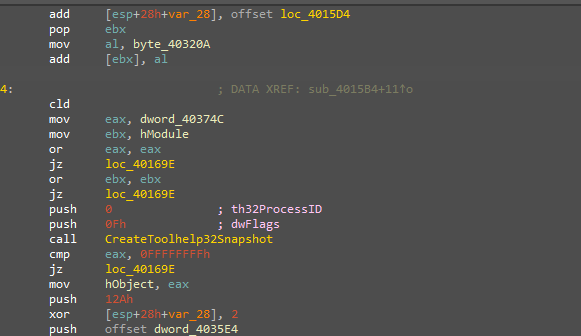 add [esp+28h+var_28], offset loc_4015D4
pop ebx
mov al, byte_40320A
add [ebx], al
4: ; DATA XREF: sub_4015B4+11↑o
cld
mov eax, dword_40374C
mov ebx, hModule
or eax, eax
jz loc_40169E
or ebx, ebx
jz loc_40169E
push 0 ; th32ProcessID
push 0Fh ; dwFlags
call CreateToolhelp32Snapshot
cmp eax, 0FFFFFFFFh
jz loc_40169E
mov hObject, eax
push 12Ah
xor [esp+28h+var_28], 2
push offset dword_4035E4